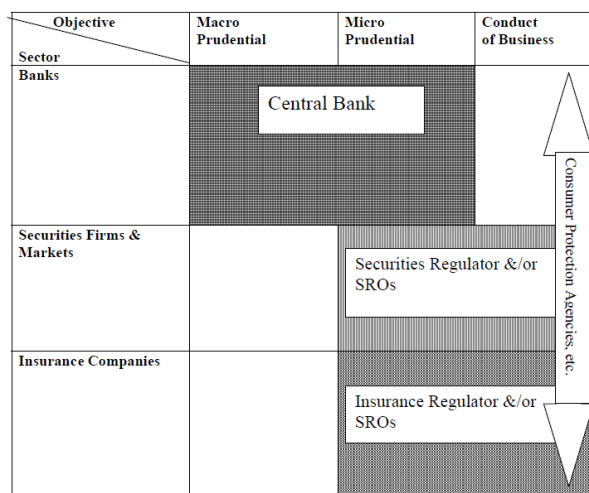 Objective
Macro
Prudential
Micro
Prudential
Conduct
of Business
Sector
Banks
Central Bank
Securities Firms &
Markets
Securities Regulator &/or
SROs
Insurance Companies
Insurance Regulator &/or
SROs
Consumer Protection Agencies, etc.